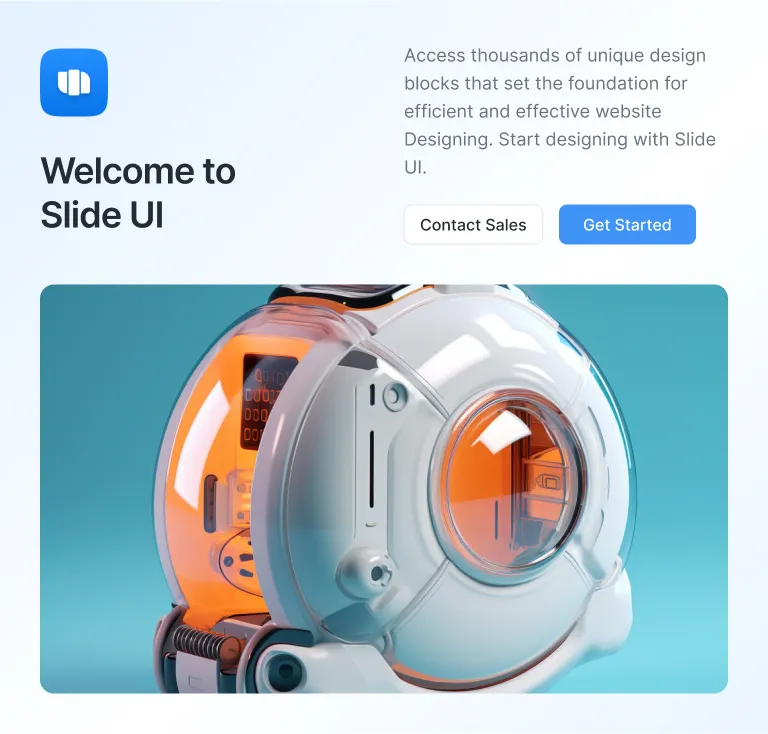 Welcome to
Slide UI
Access thousands of unique design
blocks that set the foundation for
efficient and effective website
Designing. Start designing with Slide
UI.
Contact Sales
Get Started